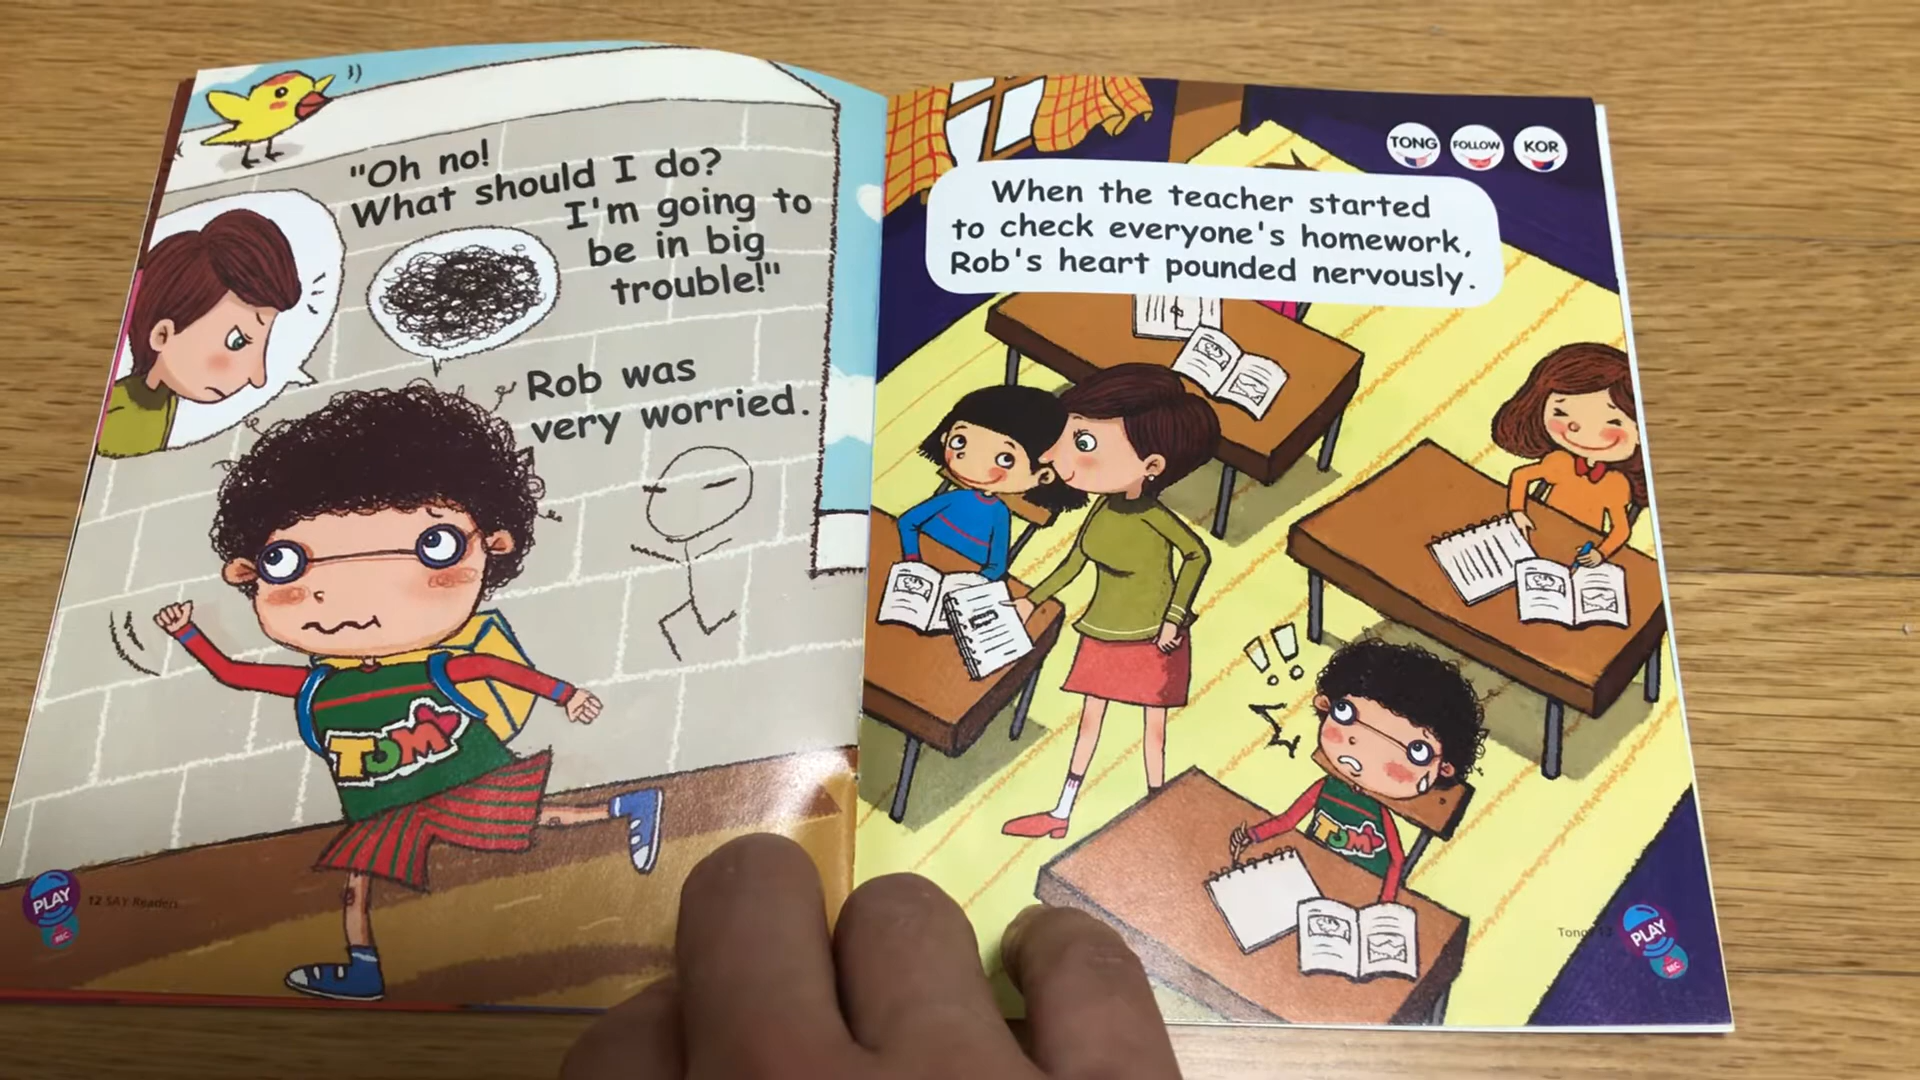 "Oh no!
What should I do?
I'm going to
be in big
trouble!"
Rob was
very worried.
TOM
PLAY
REC
12 SAY Readers
TONG
FOLLOW
KOR
When the teacher started
to check everyone's homework,
Rob's heart pounded nervously.
TOM
PLAY
REC